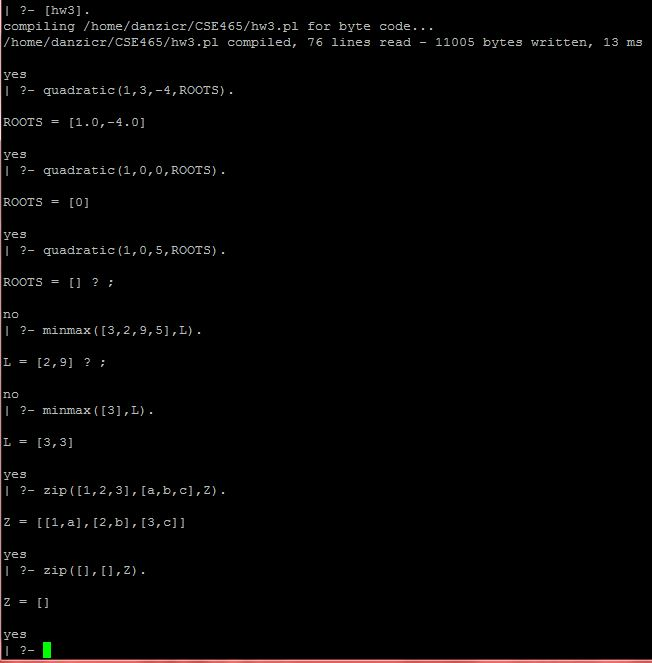 | ?- [hw3].
compiling /home/danzicr/CSE465/hw3.pl for byte code...
/home/danzicr/CSE465/hw3.pl compiled, 76 lines read - 11005 bytes written, 13 ms
yes
| ?- quadratic(1,3,-4,ROOTS).
ROOTS = [1.0,-4.0]
yes
| ?- quadratic(1,0,0,ROOTS).
ROOTS = [0]
yes
| ?- quadratic(1,0,5,ROOTS).
ROOTS = [] ? ;
no
| ?- minmax([3,2,9,5],L).
L = [2,9] ? ;
no
| ?- minmax([3],L).
L = [3,3]
yes
| ?- zip([1,2,3],[a,b,c],Z).
Z = [[1,a],[2,b],[3,c]]
yes
| ?- zip([],[],Z).
Z = []
yes
| ?-